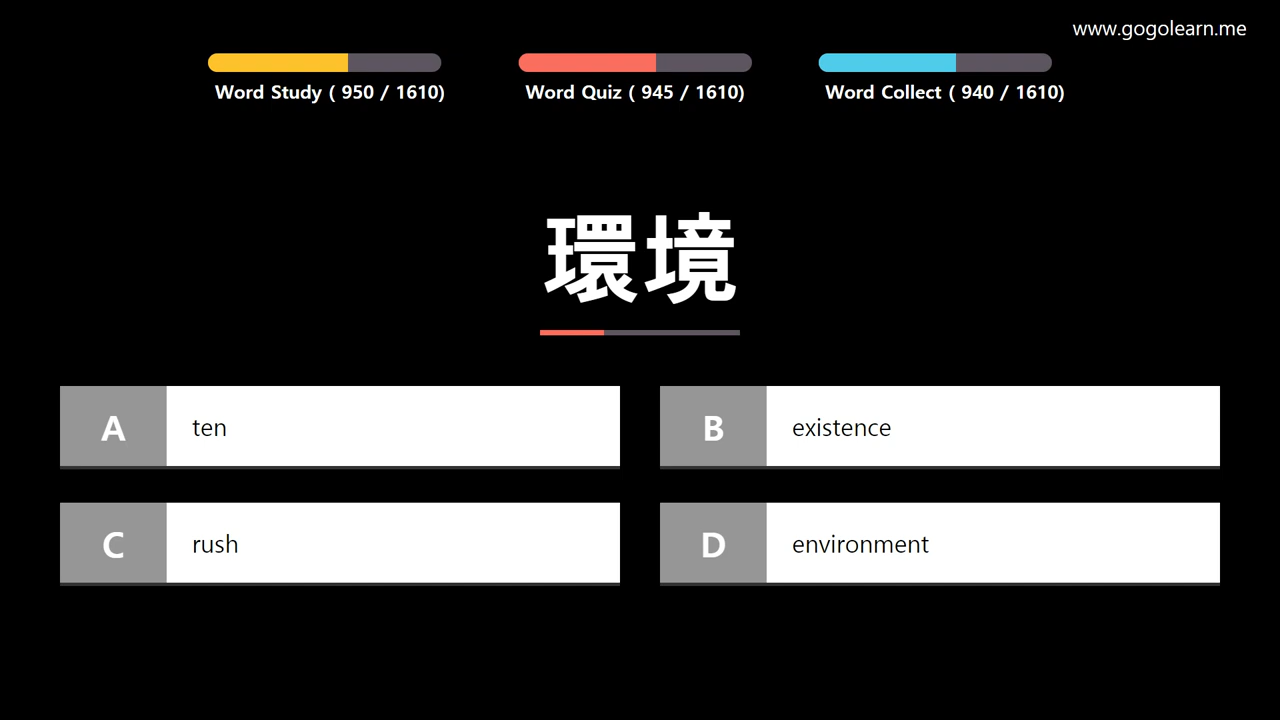 www.gogolearn.me
Word Study ( 950 / 1610)
Word Quiz ( 945 / 1610)
Word Collect ( 940 / 1610)
環境
A ten
B existence
C rush
D environment